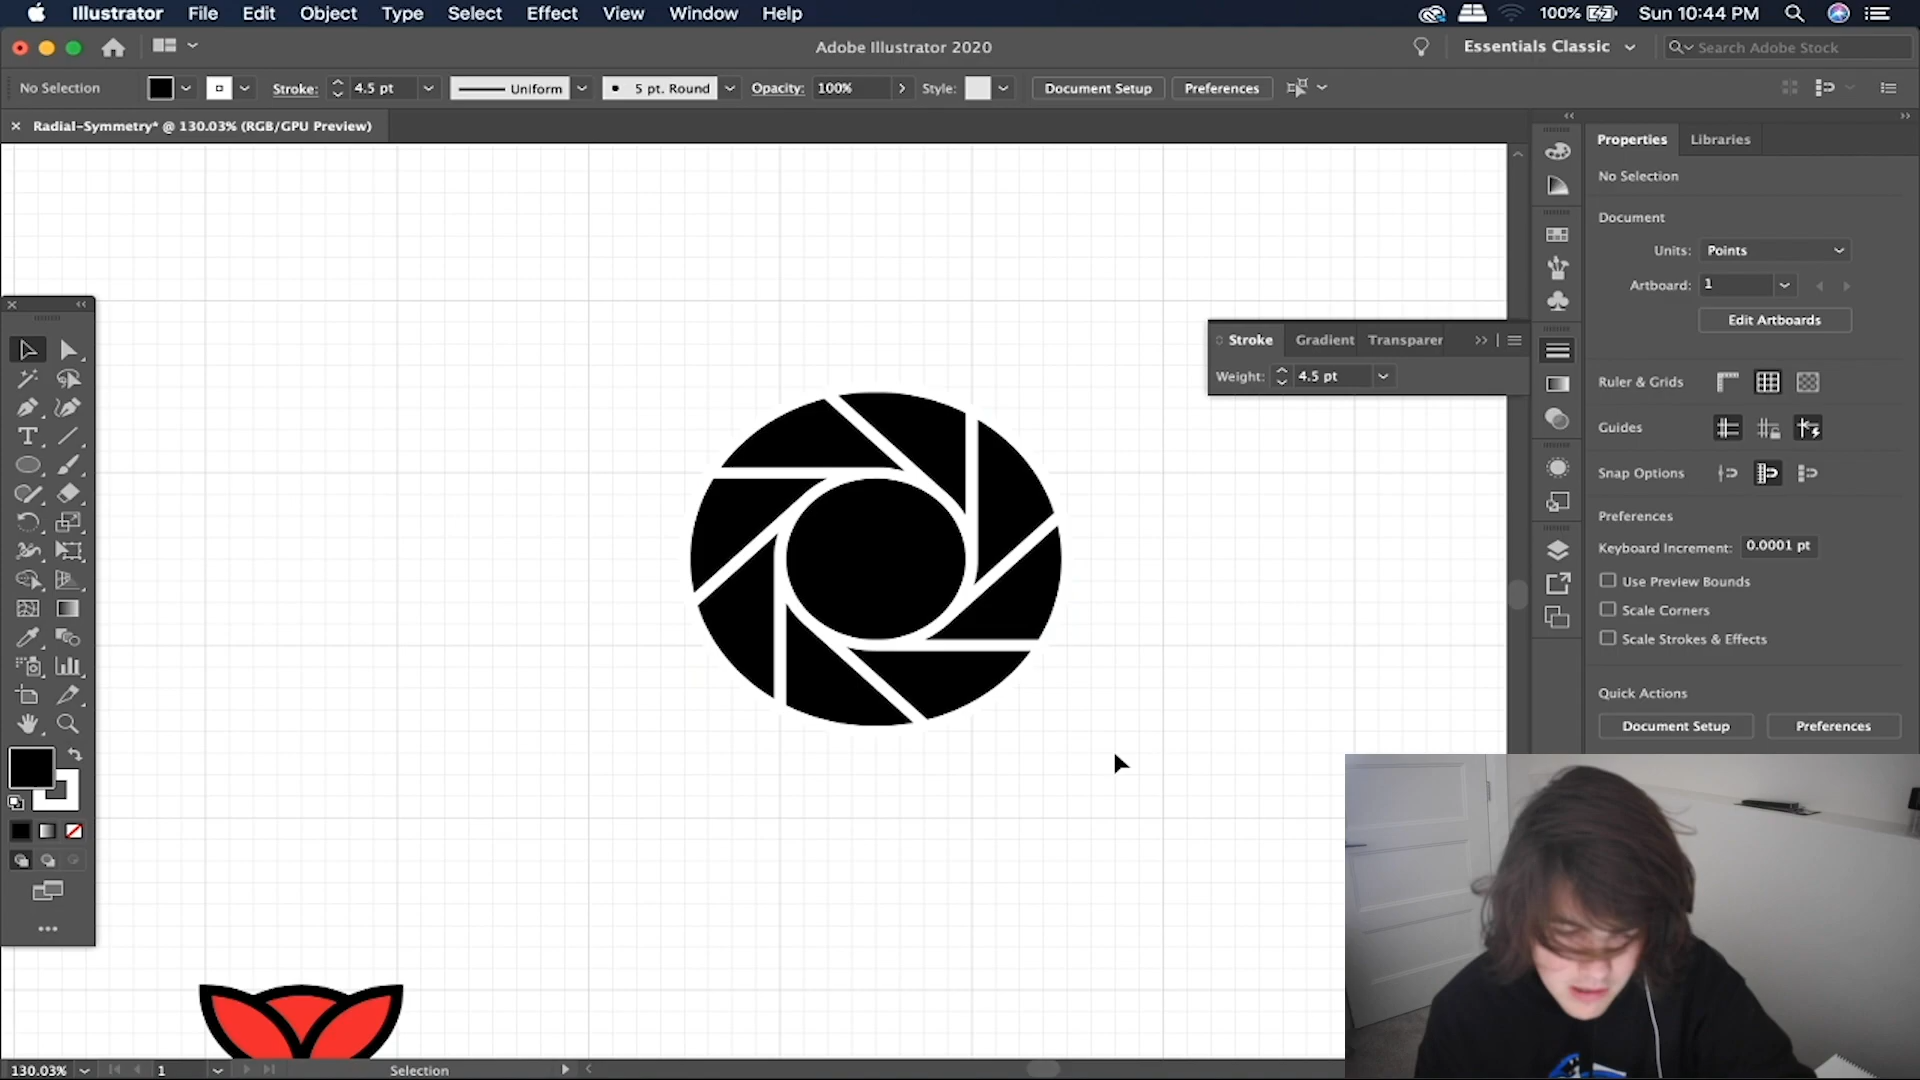 Illustrator File Edit Object Type Select Effect View Window Help 100% Sun 10:44 PM
Adobe Illustrator 2020 Essentials Classic Search Adobe Stock
No Selection Stroke: 4.5 pt Uniform 5 pt. Round Opacity: 100% Style: Document Setup Preferences
Radial-Symmetry* @ 130.03% (RGB/GPU Preview)
Properties Libraries
No Selection
Document
Units: Points
Artboard: 1
Edit Artboards
Stroke Gradient Transparer
Weight: 4.5 pt
Ruler & Grids
Guides
Snap Options
Preferences
Keyboard Increment: 0.0001 pt
Use Preview Bounds
Scale Corners
Scale Strokes & Effects
Quick Actions
Document Setup Preferences
130.03% 1 Selection